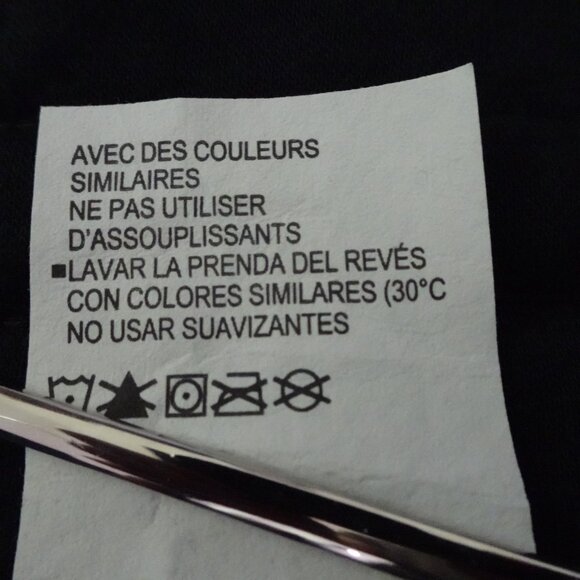 AVEC DES COULEURS
SIMILAIRES
NE PAS UTILISER
D'ASSOUPLISSANTS
■LAVAR LA PRENDA DEL REVÉS
CON COLORES SIMILARES (30°C
NO USAR SUAVIZANTES